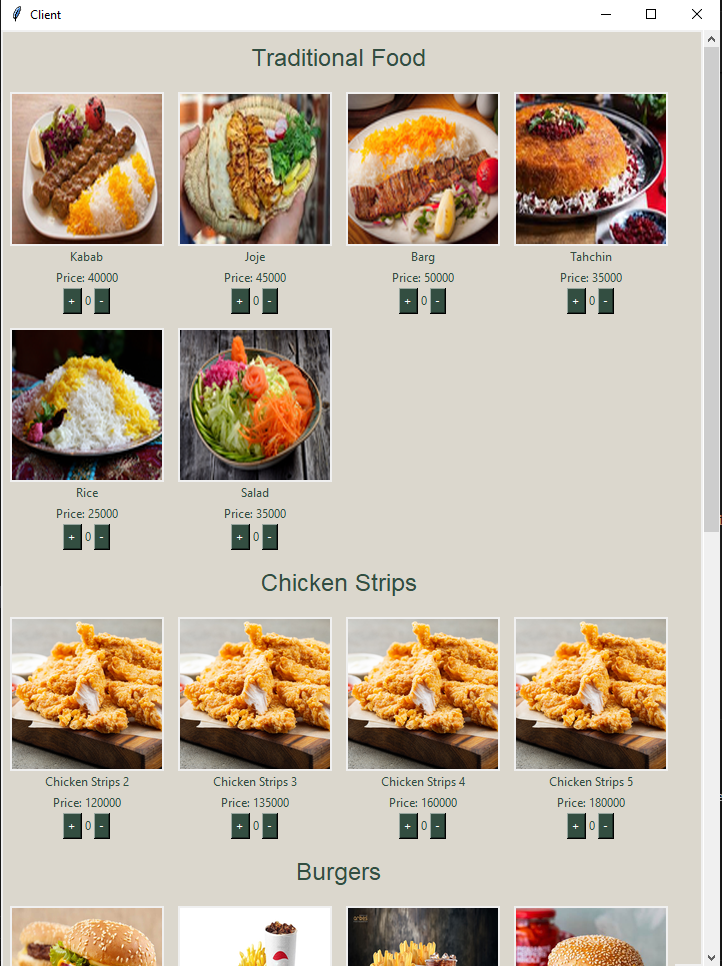 Client
Traditional Food
Kabab Joje Barg Tahchin
Price: 40000 Price: 45000 Price: 50000 Price: 35000
+ 0 - + 0 - + 0 - + 0 -
Rice Salad
Price: 25000 Price: 35000
+ 0 - + 0 -
Chicken Strips
Chicken Strips 2 Chicken Strips 3 Chicken Strips 4 Chicken Strips 5
Price: 120000 Price: 135000 Price: 160000 Price: 180000
+ 0 - + 0 - + 0 - + 0 -
Burgers